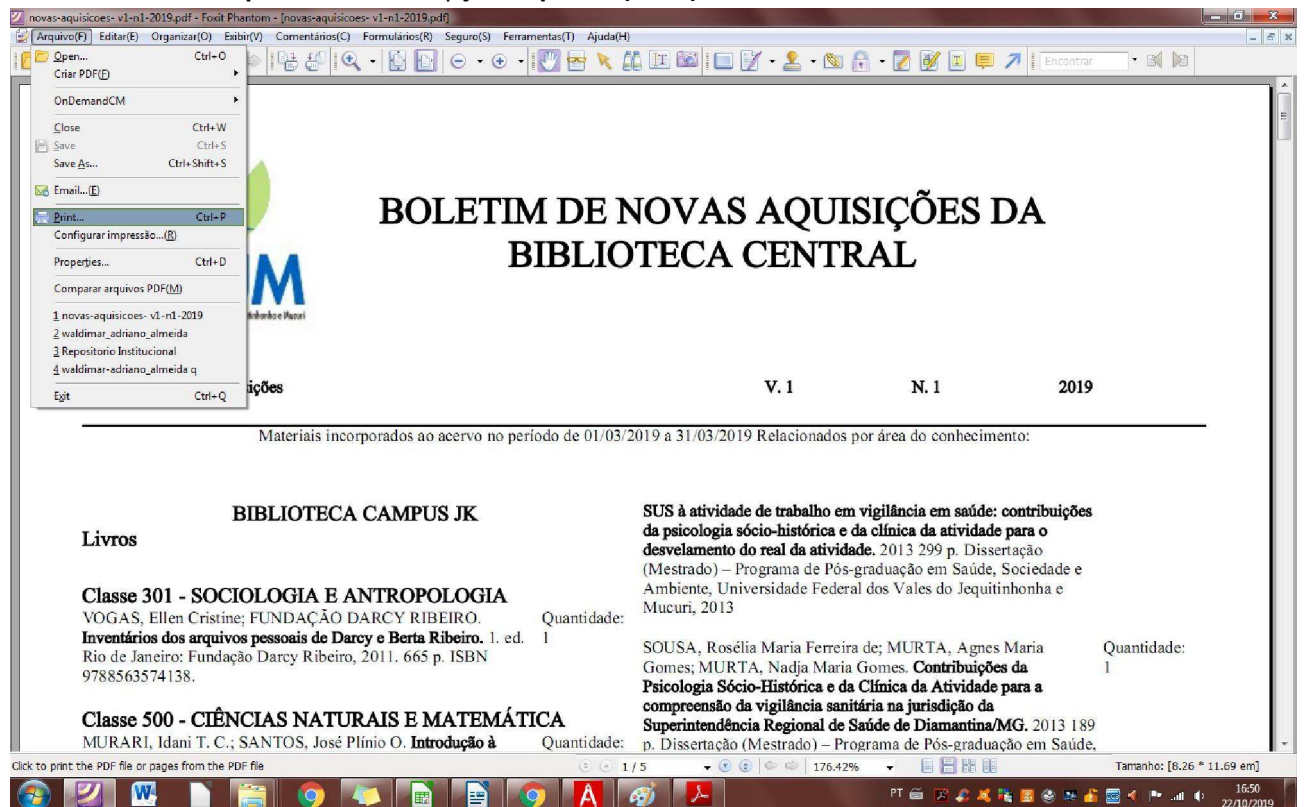 novas-aquisicoes- v1-n1-2019.pdf - Foxit Phantom - [novas-aquisicoes- v1-n1-2019.pdf]
Arquivo(F) Editar(E) Organizar(O) Exibir(V) Comentários(C) Formulários(R) Seguro(S) Ferramentas(T) Ajuda(H)
Encontrar
Open... Ctrl+O
Criar PDF(F)
OnDemandCM
Close Ctrl+W
Save Ctrl+S
Save As... Ctrl+Shift+S
Email...(E)
Print... Ctrl+P
Configurar impressão...(R)
Properties... Ctrl+D
Comparar arquivos PDF(M)
1 novas-aquisicoes- v1-n1-2019
2 waldimar_adriano_almeida
3 Repositorio Institucional
4 waldimar-adriano_almeida q
Exit Ctrl+Q
BOLETIM DE NOVAS AQUISIÇÕES DA
BIBLIOTECA CENTRAL
M
e Mucuri
ições V. 1 N. 1 2019
Materiais incorporados ao acervo no período de 01/03/2019 a 31/03/2019 Relacionados por área do conhecimento:
BIBLIOTECA CAMPUS JK
Livros
Classe 301 - SOCIOLOGIA E ANTROPOLOGIA
VOGAS, Ellen Cristine; FUNDAÇÃO DARCY RIBEIRO. Quantidade:
Inventários dos arquivos pessoais de Darcy e Berta Ribeiro. 1. ed. 1
Rio de Janeiro: Fundação Darcy Ribeiro, 2011. 665 p. ISBN
9788563574138.
Classe 500 - CIÊNCIAS NATURAIS E MATEMÁTICA
MURARI, Idani T. C.; SANTOS, José Plínio O. Introdução à Quantidade:
SUS à atividade de trabalho em vigilância em saúde: contribuições
da psicologia sócio-histórica e da clínica da atividade para o
desvelamento do real da atividade. 2013 299 p. Dissertação
(Mestrado) – Programa de Pós-graduação em Saúde, Sociedade e
Ambiente, Universidade Federal dos Vales do Jequitinhonha e
Mucuri, 2013
SOUSA, Rosélia Maria Ferreira de; MURTA, Agnes Maria Quantidade:
Gomes; MURTA, Nadja Maria Gomes. Contribuições da 1
Psicologia Sócio-Histórica e da Clínica da Atividade para a
compreensão da vigilância sanitária na jurisdição da
Superintendência Regional de Saúde de Diamantina/MG. 2013 189
p. Dissertação (Mestrado) – Programa de Pós-graduação em Saúde,
Click to print the PDF file or pages from the PDF file 1 / 5 176.42% Tamanho: [8.26 * 11.69 em]
PT 16:50
22/10/2019